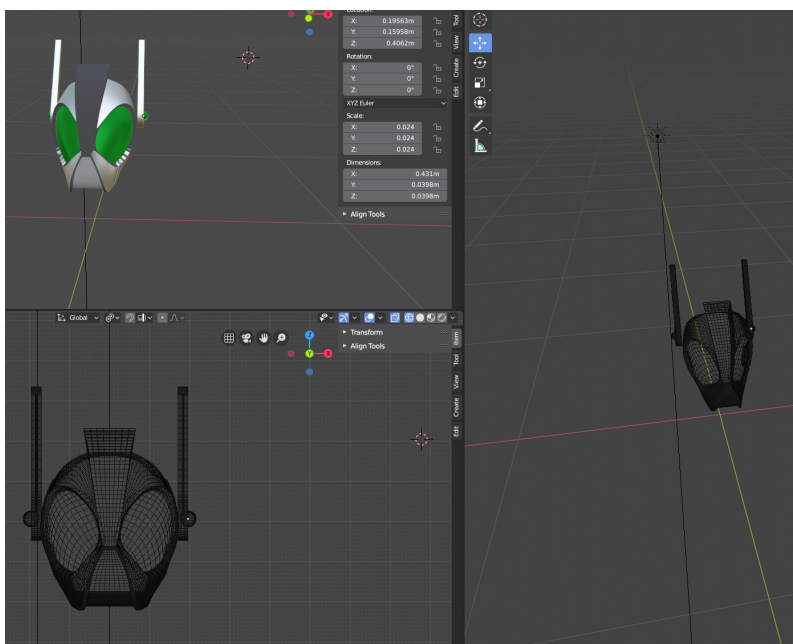 Location:
X: 0.19563m
Y: 0.15958m
Z: 0.4062m
Rotation:
X: 0°
Y: 0°
Z: 0°
XYZ Euler
Scale:
X: 0.024
Y: 0.024
Z: 0.024
Dimensions:
X: 0.431m
Y: 0.0398m
Z: 0.0398m
Align Tools
Tool
View
Create
Edit
X
Global
Transform
Align Tools
Item
Tool
View
Create
Edit
Z
Y
X